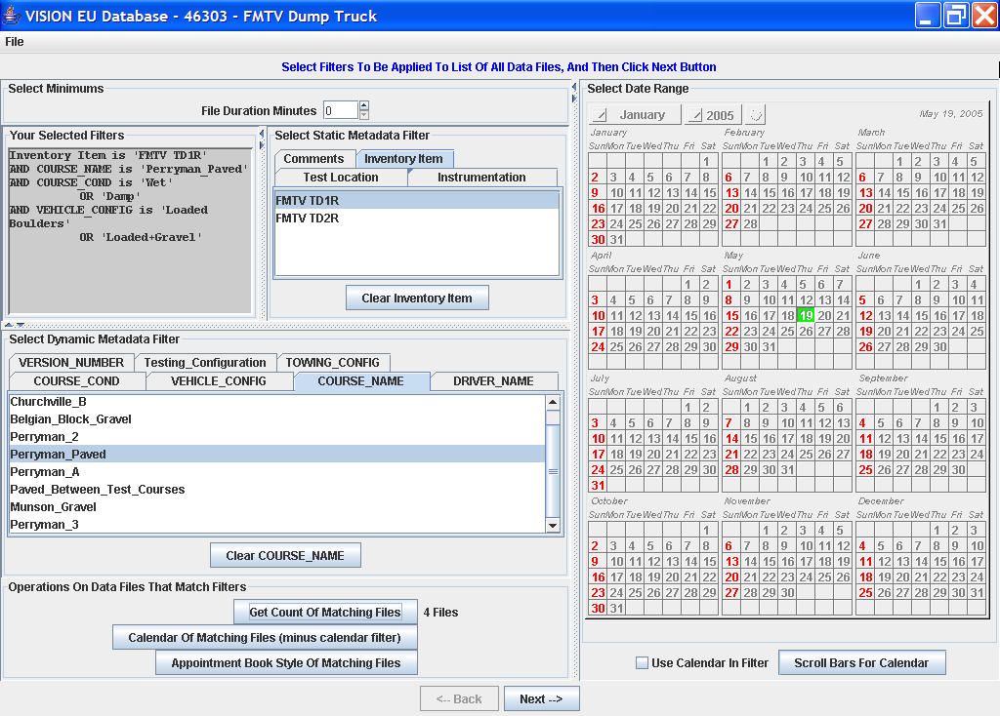 VISION EU Database - 46303 - FMTV Dump Truck
File
Select Filters To Be Applied To List Of All Data Files, And Then Click Next Button
Select Minimums
File Duration Minutes 0
Your Selected Filters
Inventory Item is 'FMTV TD1R'
AND COURSE_NAME is 'Perryman_Paved'
AND COURSE_COND is 'Wet'
OR 'Damp'
AND VEHICLE_CONFIG is 'Loaded
Boulders'
OR 'Loaded+Gravel'
Select Static Metadata Filter
Comments Inventory Item
Test Location Instrumentation
FMTV TD1R
FMTV TD2R
Clear Inventory Item
Select Dynamic Metadata Filter
VERSION_NUMBER Testing_Configuration TOWING_CONFIG
COURSE_COND VEHICLE_CONFIG COURSE_NAME DRIVER_NAME
Churchville_B
Belgian_Block_Gravel
Perryman_2
Perryman_Paved
Perryman_A
Paved_Between_Test_Courses
Munson_Gravel
Perryman_3
Clear COURSE_NAME
Operations On Data Files That Match Filters
Get Count Of Matching Files 4 Files
Calendar Of Matching Files (minus calendar filter)
Appointment Book Style Of Matching Files
Select Date Range
January 2005 May 19, 2005
January February March
Sun Mon Tue Wed Thu Fri Sat Sun Mon Tue Wed Thu Fri Sat Sun Mon Tue Wed Thu Fri Sat
1 1 2 3 4 5 1 2 3 4 5
2 3 4 5 6 7 8 6 7 8 9 10 11 12 6 7 8 9 10 11 12
9 10 11 12 13 14 15 13 14 15 16 17 18 19 13 14 15 16 17 18 19
16 17 18 19 20 21 22 20 21 22 23 24 25 26 20 21 22 23 24 25 26
23 24 25 26 27 28 29 27 28 27 28 29 30 31
30 31
April May June
Sun Mon Tue Wed Thu Fri Sat Sun Mon Tue Wed Thu Fri Sat Sun Mon Tue Wed Thu Fri Sat
1 2 1 2 3 4 5 6 7 1 2 3 4
3 4 5 6 7 8 9 8 9 10 11 12 13 14 5 6 7 8 9 10 11
10 11 12 13 14 15 16 15 16 17 18 19 20 21 12 13 14 15 16 17 18
17 18 19 20 21 22 23 22 23 24 25 26 27 28 19 20 21 22 23 24 25
24 25 26 27 28 29 30 29 30 31 26 27 28 29 30
July August September
Sun Mon Tue Wed Thu Fri Sat Sun Mon Tue Wed Thu Fri Sat Sun Mon Tue Wed Thu Fri Sat
1 2 1 2 3 4 5 6 1 2 3
3 4 5 6 7 8 9 7 8 9 10 11 12 13 4 5 6 7 8 9 10
10 11 12 13 14 15 16 14 15 16 17 18 19 20 11 12 13 14 15 16 17
17 18 19 20 21 22 23 21 22 23 24 25 26 27 18 19 20 21 22 23 24
24 25 26 27 28 29 30 28 29 30 31 25 26 27 28 29 30
31
October November December
Sun Mon Tue Wed Thu Fri Sat Sun Mon Tue Wed Thu Fri Sat Sun Mon Tue Wed Thu Fri Sat
1 1 2 3 4 5 1 2 3
2 3 4 5 6 7 8 6 7 8 9 10 11 12 4 5 6 7 8 9 10
9 10 11 12 13 14 15 13 14 15 16 17 18 19 11 12 13 14 15 16 17
16 17 18 19 20 21 22 20 21 22 23 24 25 26 18 19 20 21 22 23 24
23 24 25 26 27 28 29 27 28 29 30 25 26 27 28 29 30 31
30 31
Use Calendar In Filter Scroll Bars For Calendar
<-- Back Next -->